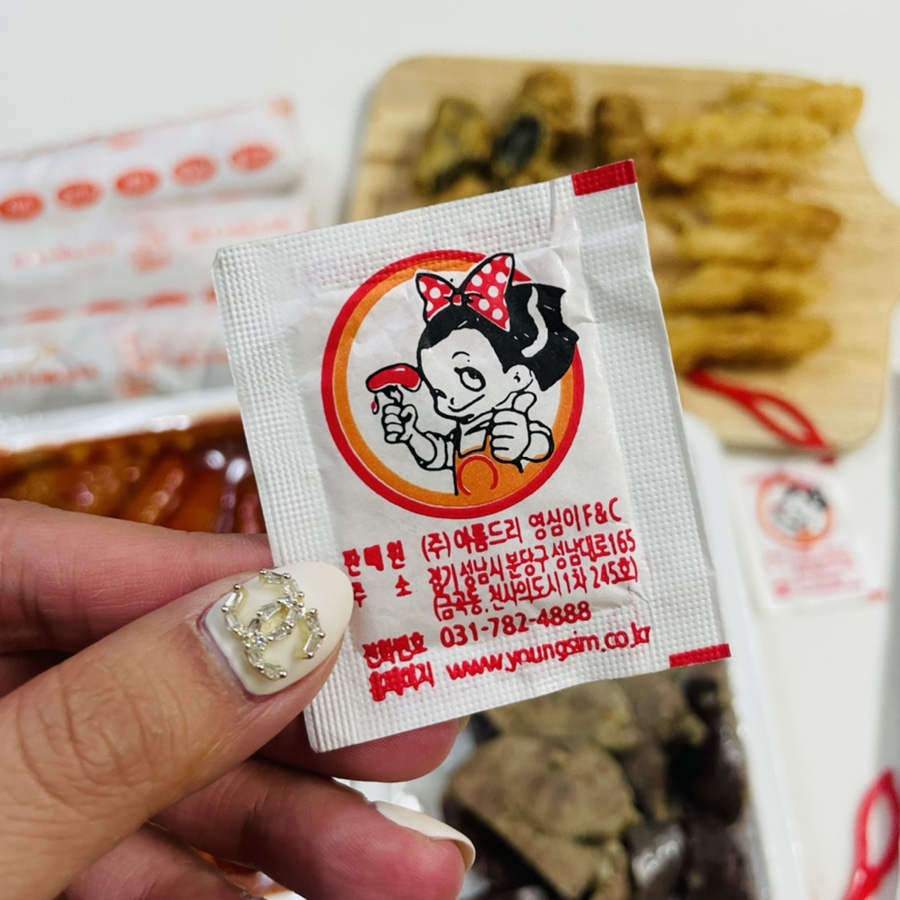 판매원 (주) 아롬드리 영심이 F&C
주소 경기 성남시 분당구 성남대로165
(금곡동, 천사의도시 1차 245호)
전화번호 031-782-4888
홈페이지 www.youngsim.co.kr